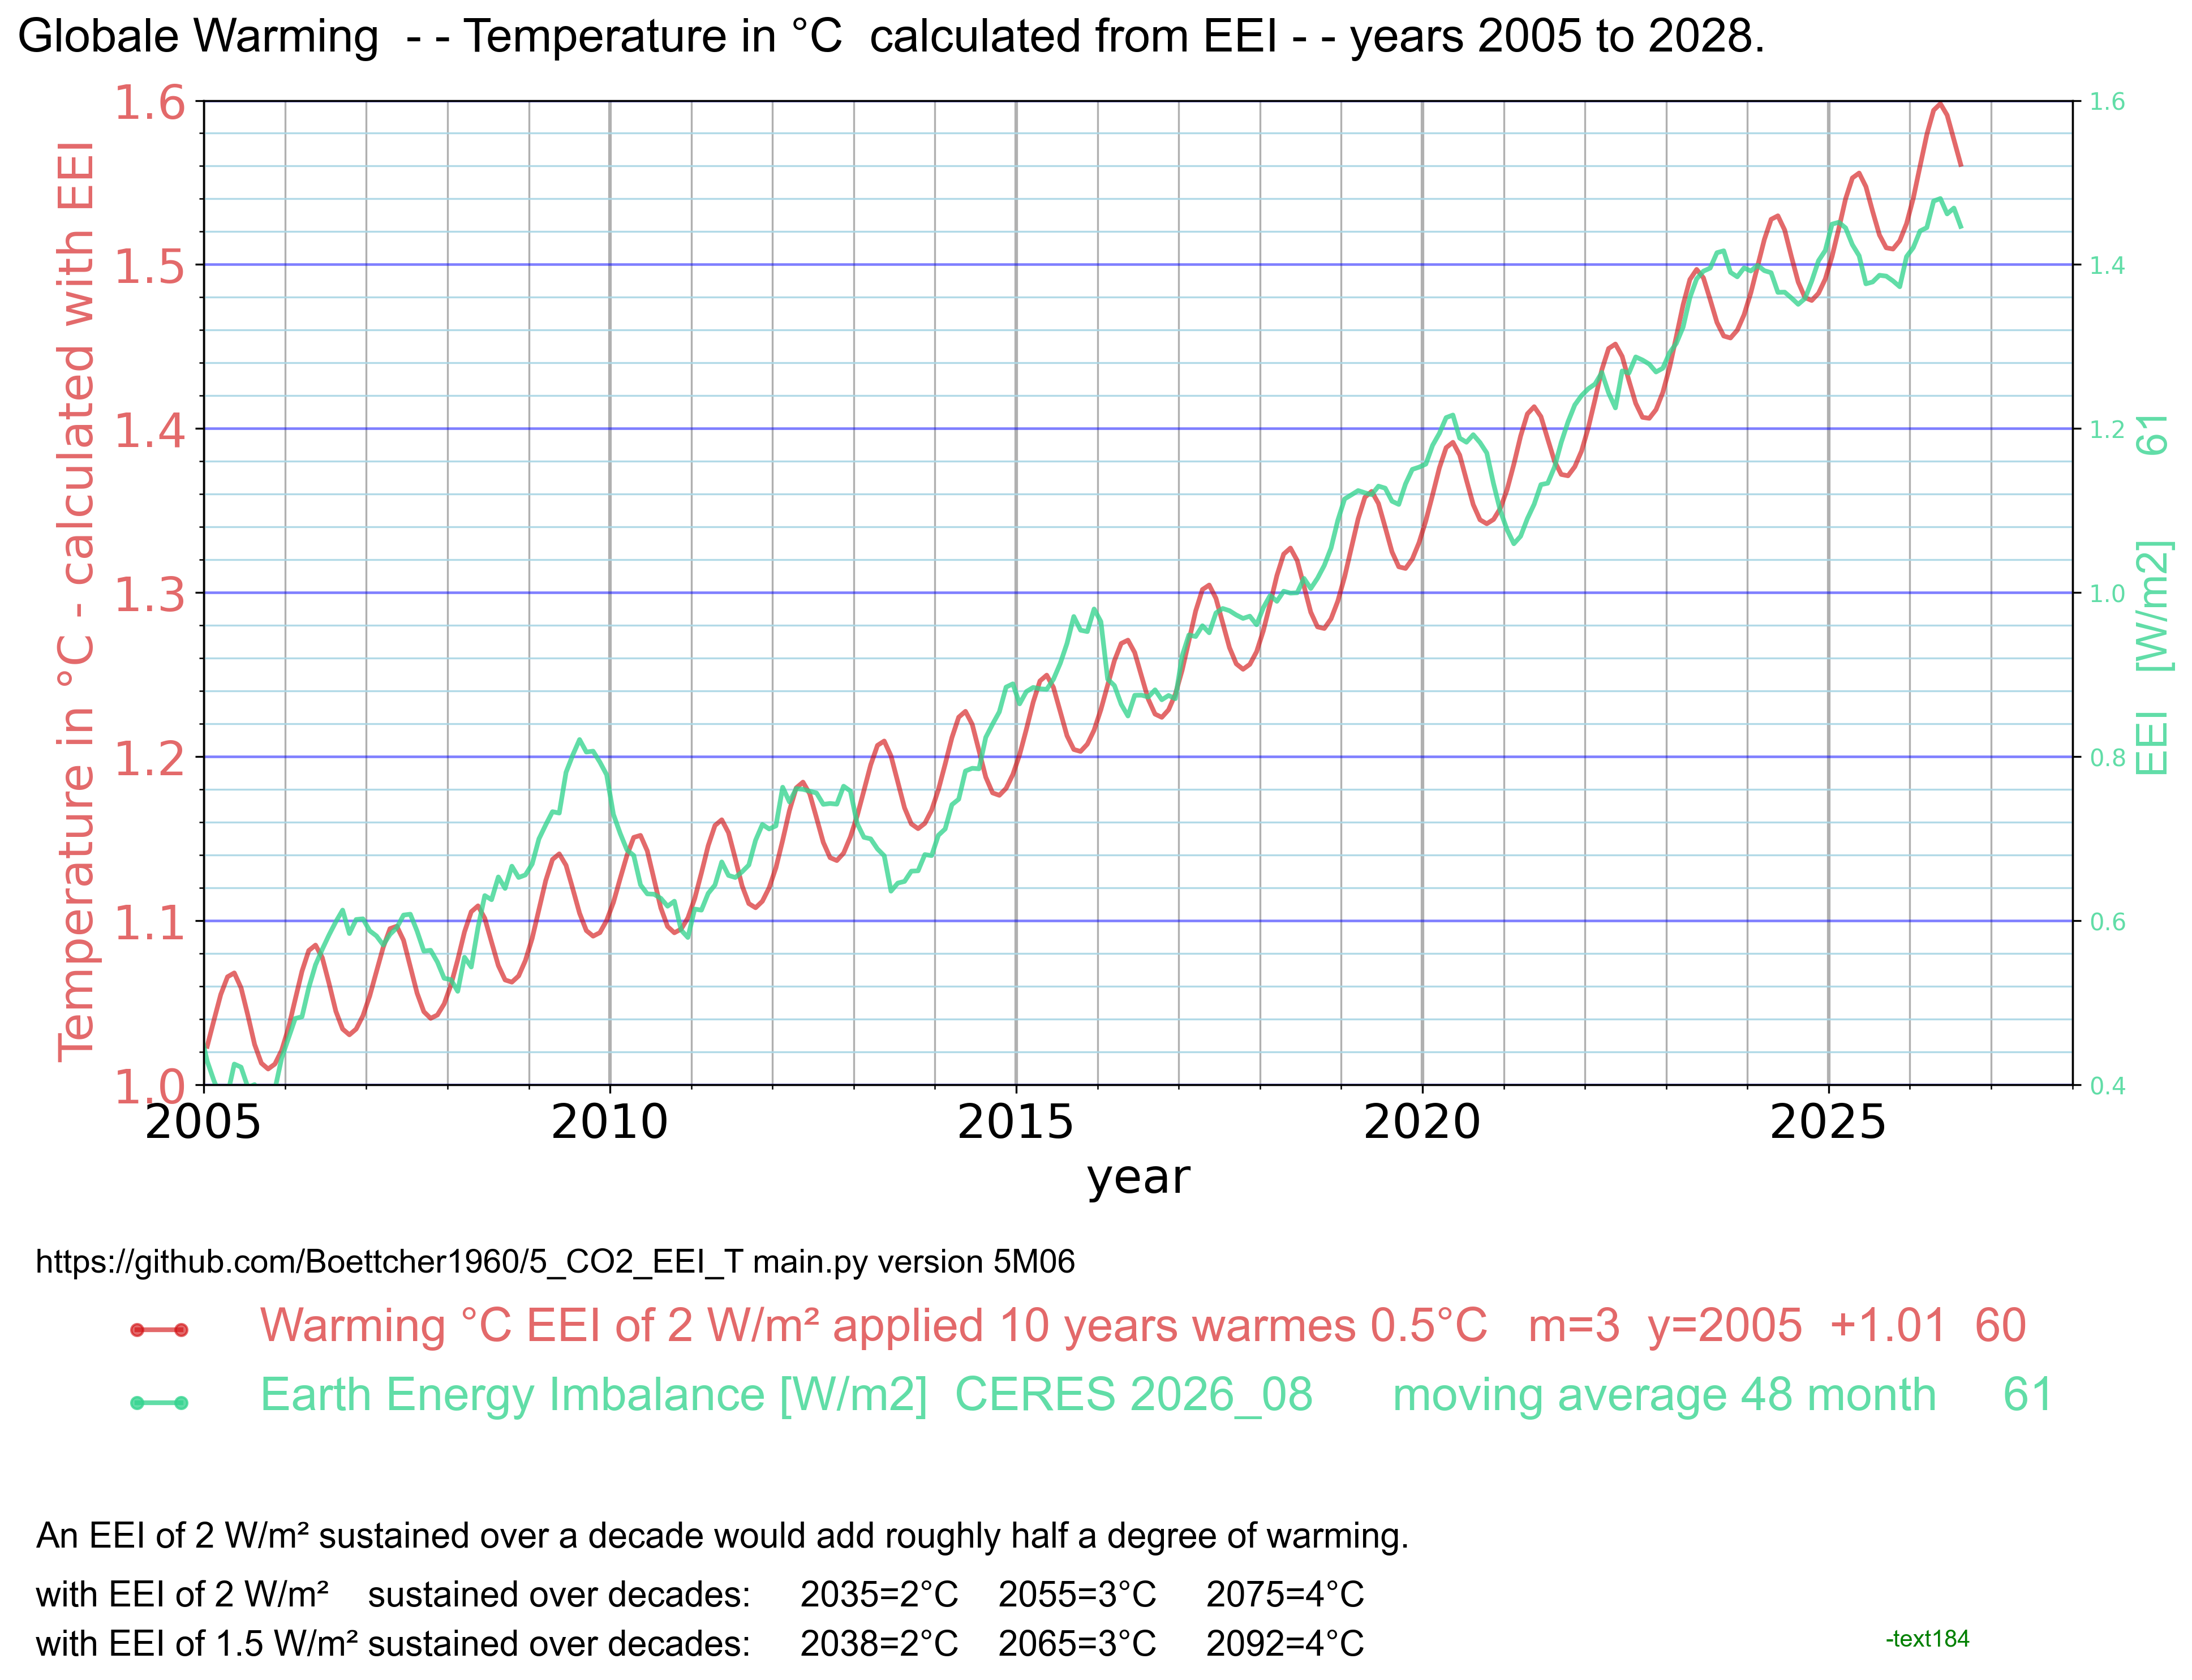 Globale Warming - - Temperature in °C calculated from EEI - - years 2005 to 2028.
Temperature in °C - calculated with EEI
1.6
1.5
1.4
1.3
1.2
1.1
1.0
1.6
1.4
1.2
1.0
0.8
0.6
0.4
EEI [W/m2] 61
2005 2010 2015 2020 2025
year
https://github.com/Boettcher1960/5_CO2_EEI_T main.py version 5M06
Warming °C EEI of 2 W/m² applied 10 years warmes 0.5°C m=3 y=2005 +1.01 60
Earth Energy Imbalance [W/m2] CERES 2026_08 moving average 48 month 61
An EEI of 2 W/m² sustained over a decade would add roughly half a degree of warming.
with EEI of 2 W/m² sustained over decades: 2035=2°C 2055=3°C 2075=4°C
with EEI of 1.5 W/m² sustained over decades: 2038=2°C 2065=3°C 2092=4°C
-text184